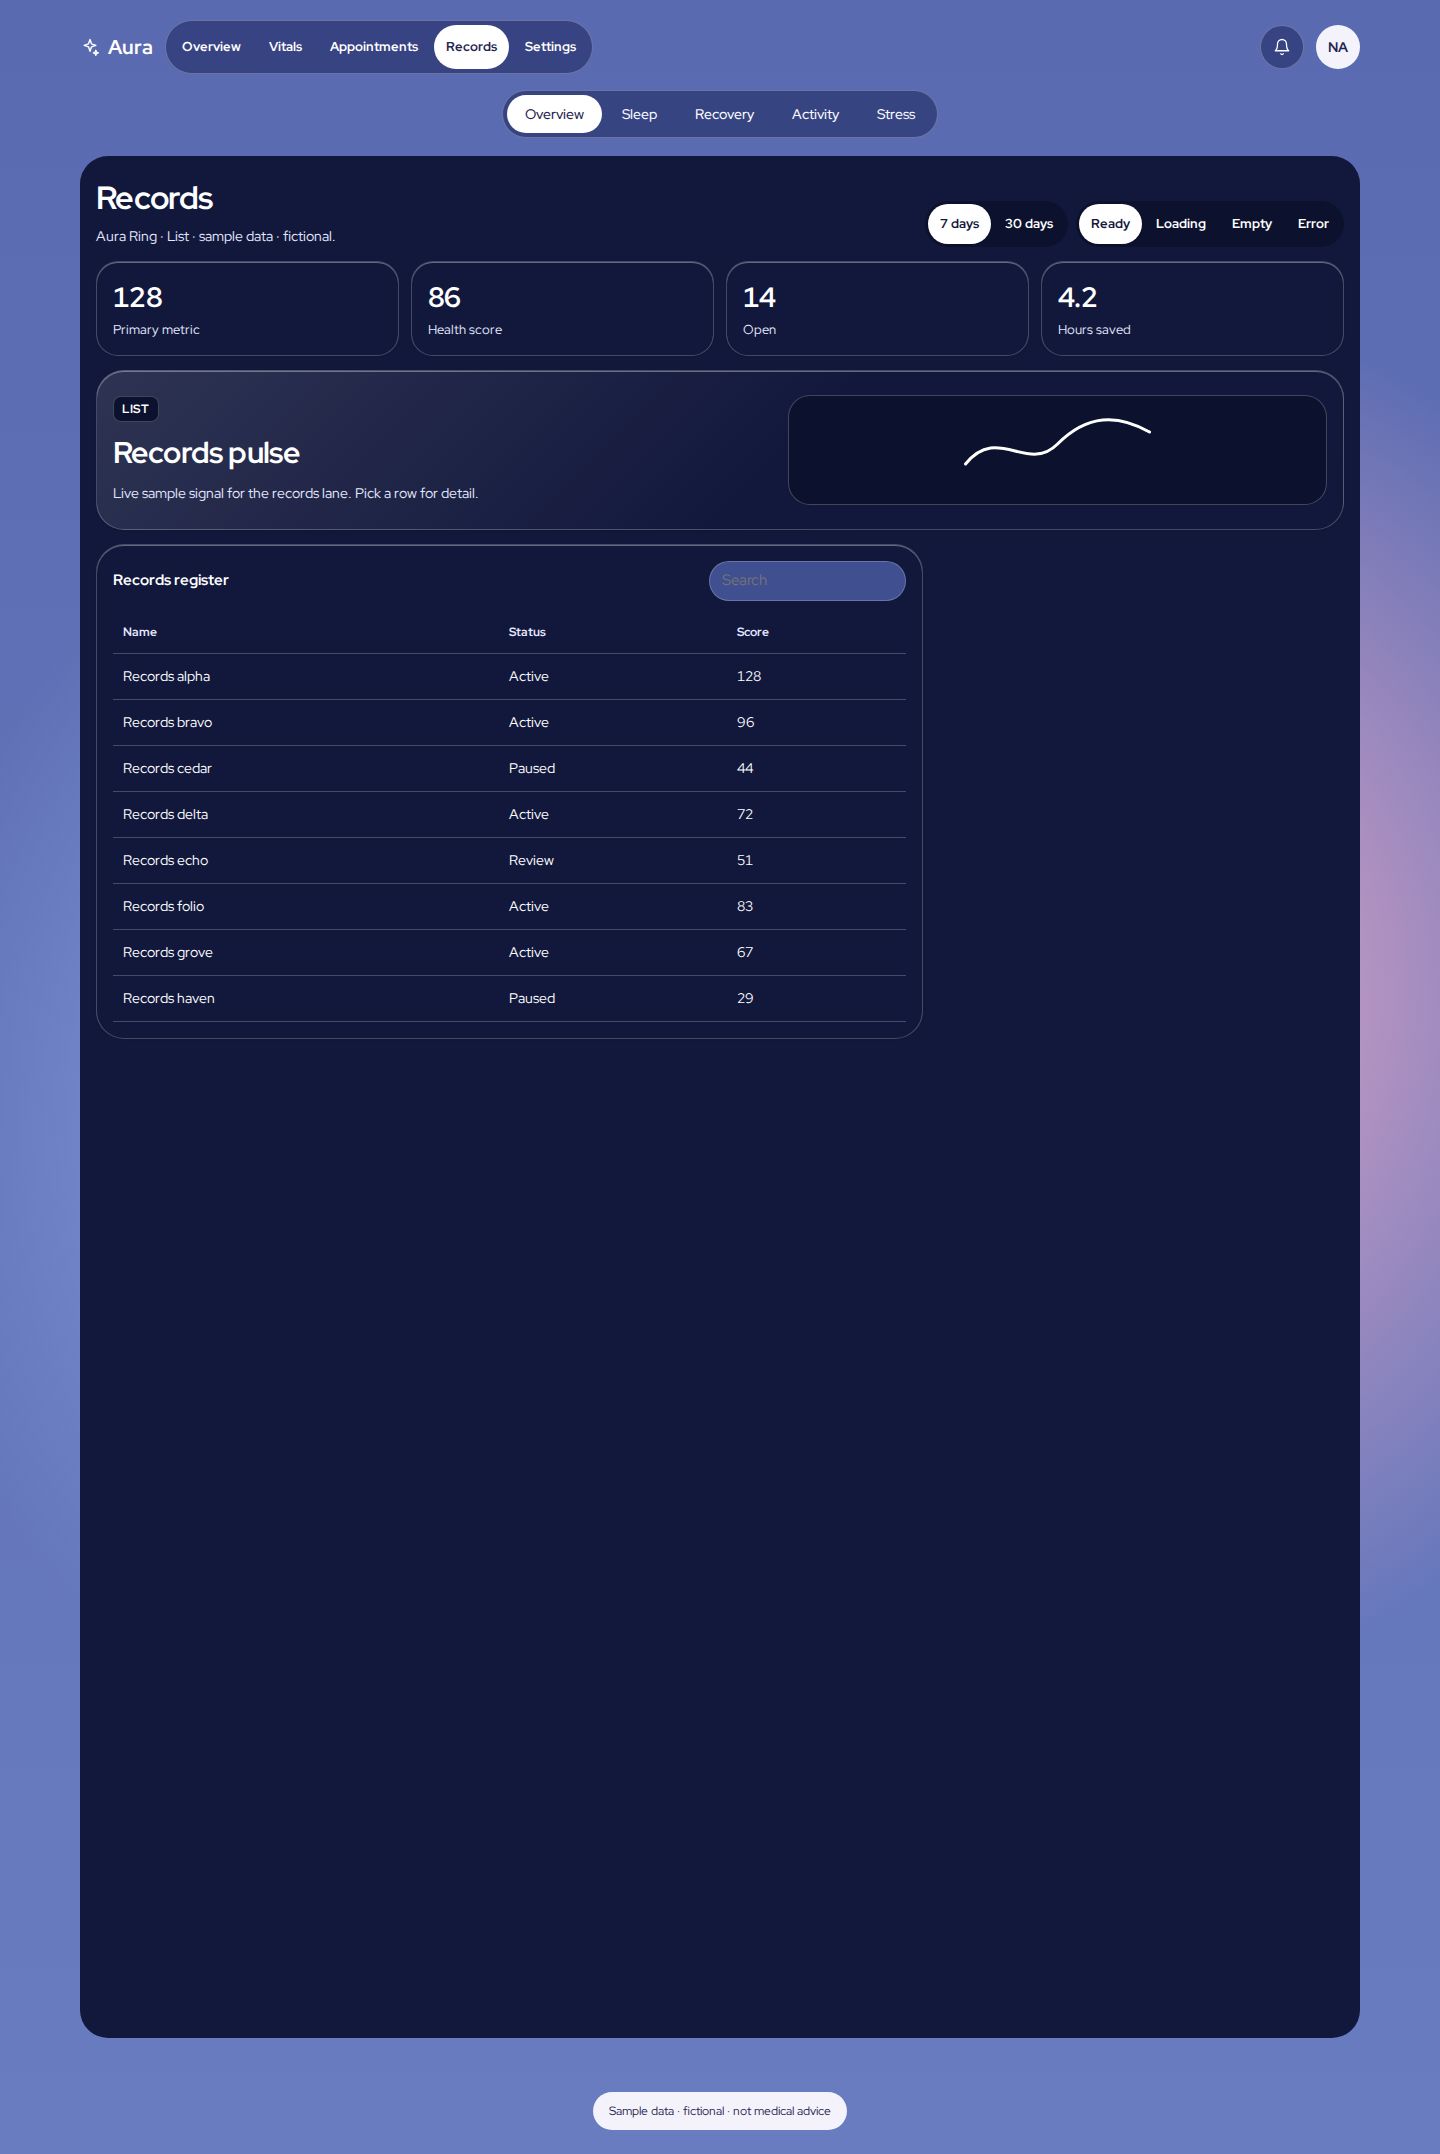 Aura
Overview Vitals Appointments Records Settings
NA
Overview Sleep Recovery Activity Stress
Records
Aura Ring · List · sample data · fictional.
7 days 30 days Ready Loading Empty Error
128 86 14 4.2
Primary metric Health score Open Hours saved
LIST
Records pulse
Live sample signal for the records lane. Pick a row for detail.
Records register Search
Name Status Score
Records alpha Active 128
Records bravo Active 96
Records cedar Paused 44
Records delta Active 72
Records echo Review 51
Records folio Active 83
Records grove Active 67
Records haven Paused 29
Sample data · fictional · not medical advice